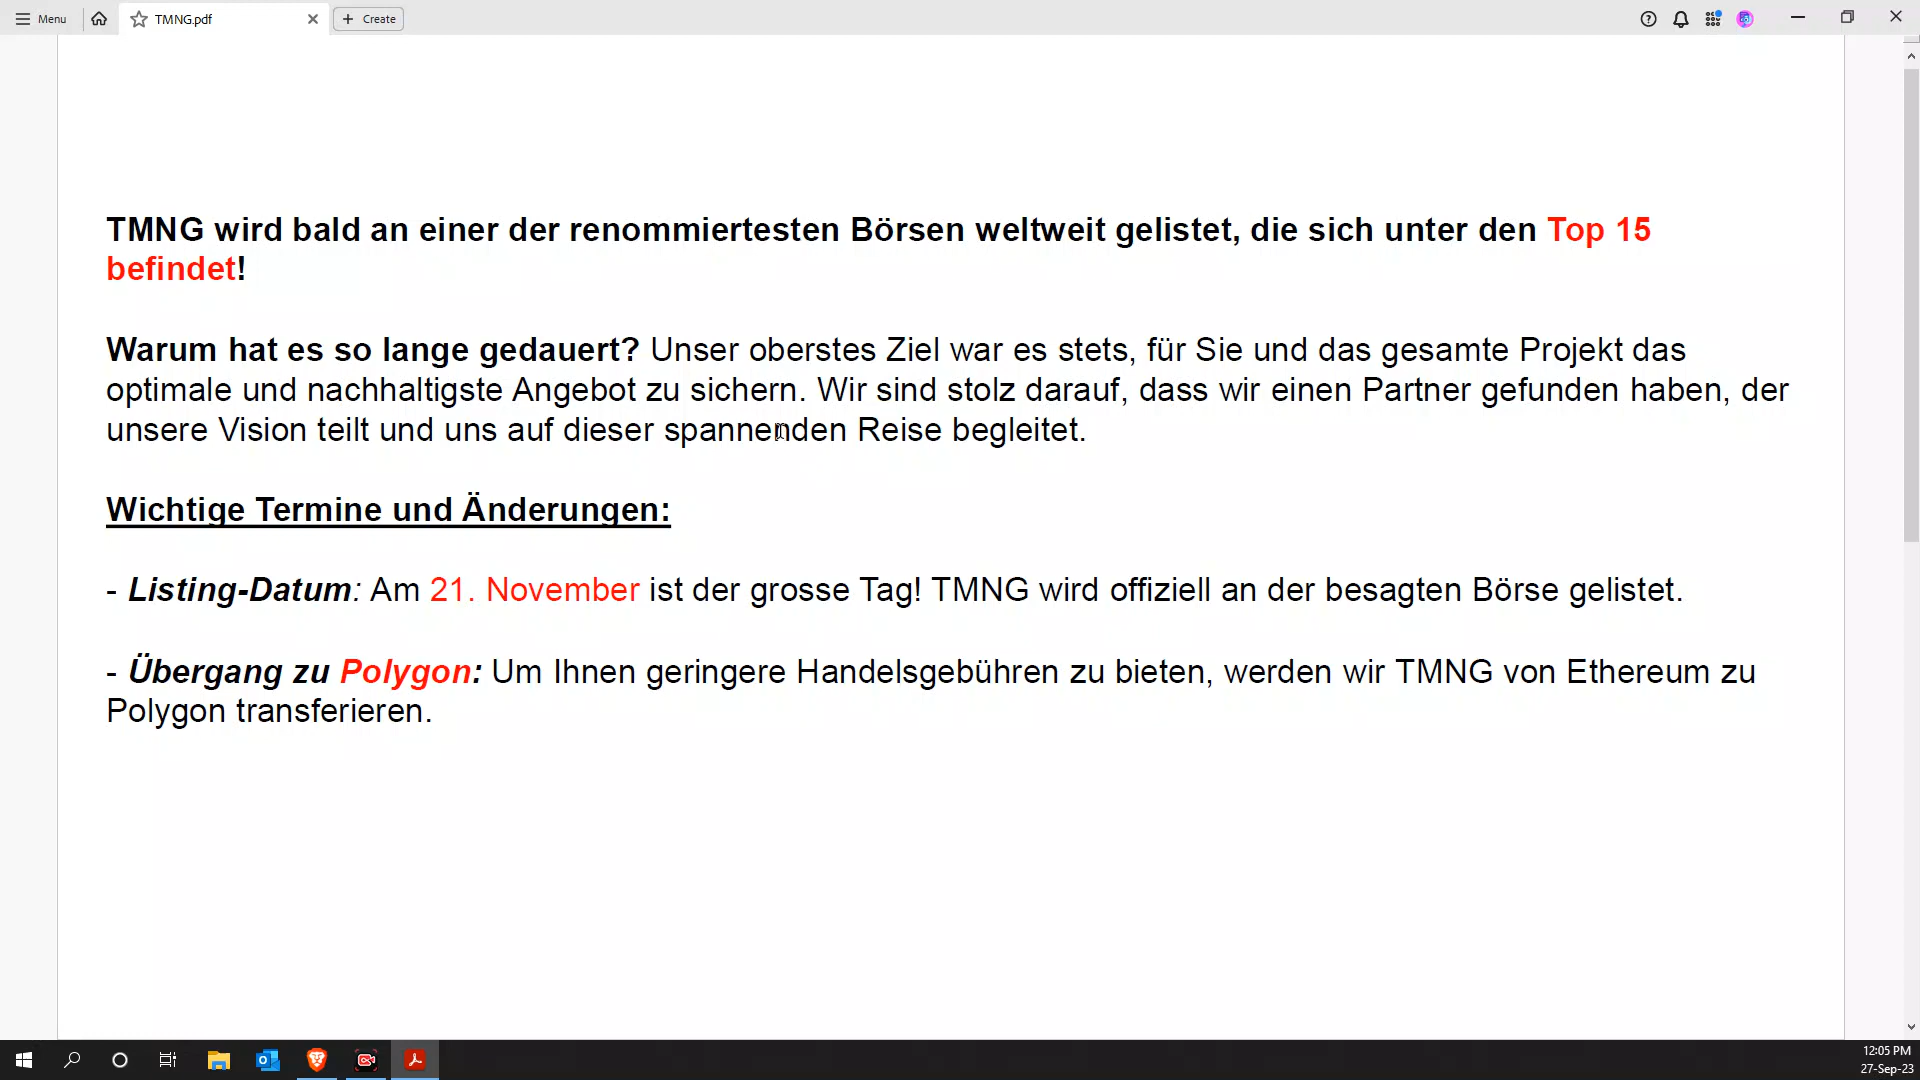 Menu
TMNG.pdf
Create
TMNG wird bald an einer der renommiertesten Börsen weltweit gelistet, die sich unter den Top 15
befindet!
Warum hat es so lange gedauert? Unser oberstes Ziel war es stets, für Sie und das gesamte Projekt das
optimale und nachhaltigste Angebot zu sichern. Wir sind stolz darauf, dass wir einen Partner gefunden haben, der
unsere Vision teilt und uns auf dieser spannenden Reise begleitet.
Wichtige Termine und Änderungen:
- Listing-Datum: Am 21. November ist der grosse Tag! TMNG wird offiziell an der besagten Börse gelistet.
- Übergang zu Polygon: Um Ihnen geringere Handelsgebühren zu bieten, werden wir TMNG von Ethereum zu
Polygon transferieren.
12:05 PM
27-Sep-23